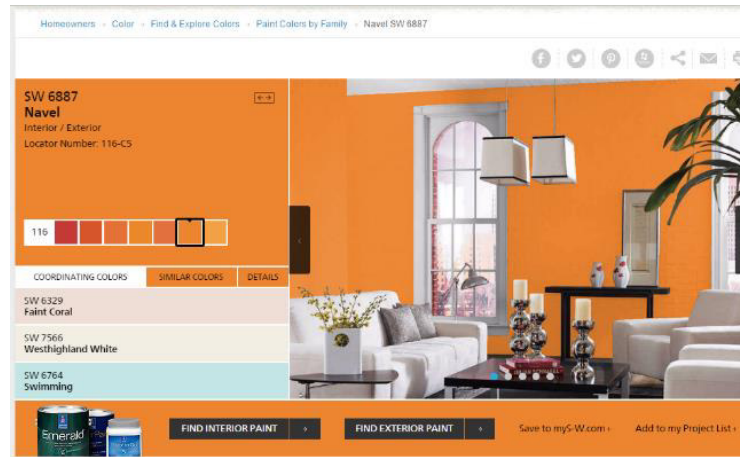 Homeowners › Color › Find & Explore Colors › Paint Colors by Family › Navel SW 6887
SW 6887
Navel
Interior / Exterior
Locator Number: 116-C5
116
COORDINATING COLORS SIMILAR COLORS DETAILS
SW 6329
Faint Coral
SW 7566
Westhighland White
SW 6764
Swimming
Emerald
FIND INTERIOR PAINT
FIND EXTERIOR PAINT
Save to myS-W.com ›
Add to my Project List ›